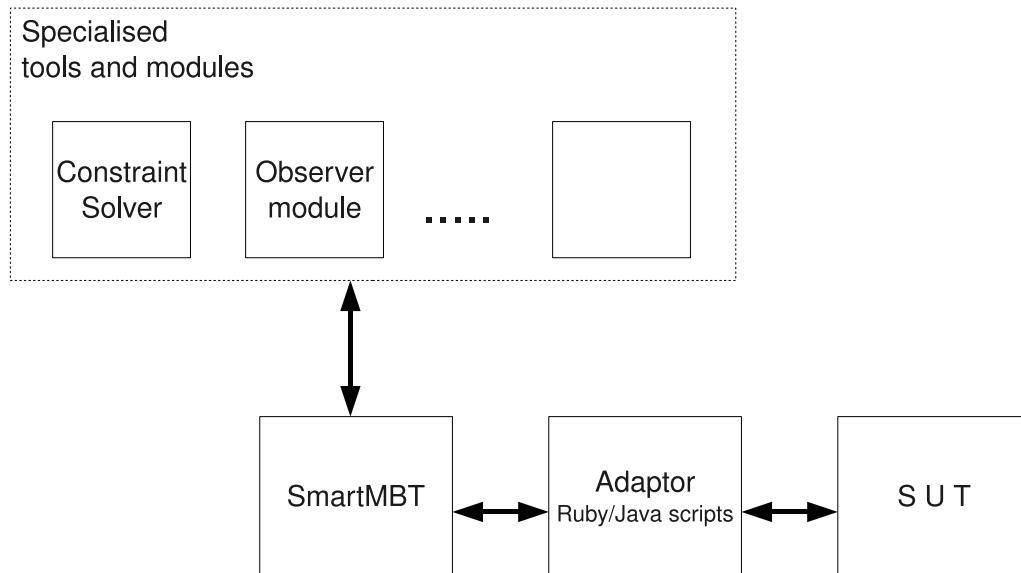 Specialised
tools and modules
Constraint
Solver
Observer
module
.....
SmartMBT
Adaptor
Ruby/Java scripts
S U T